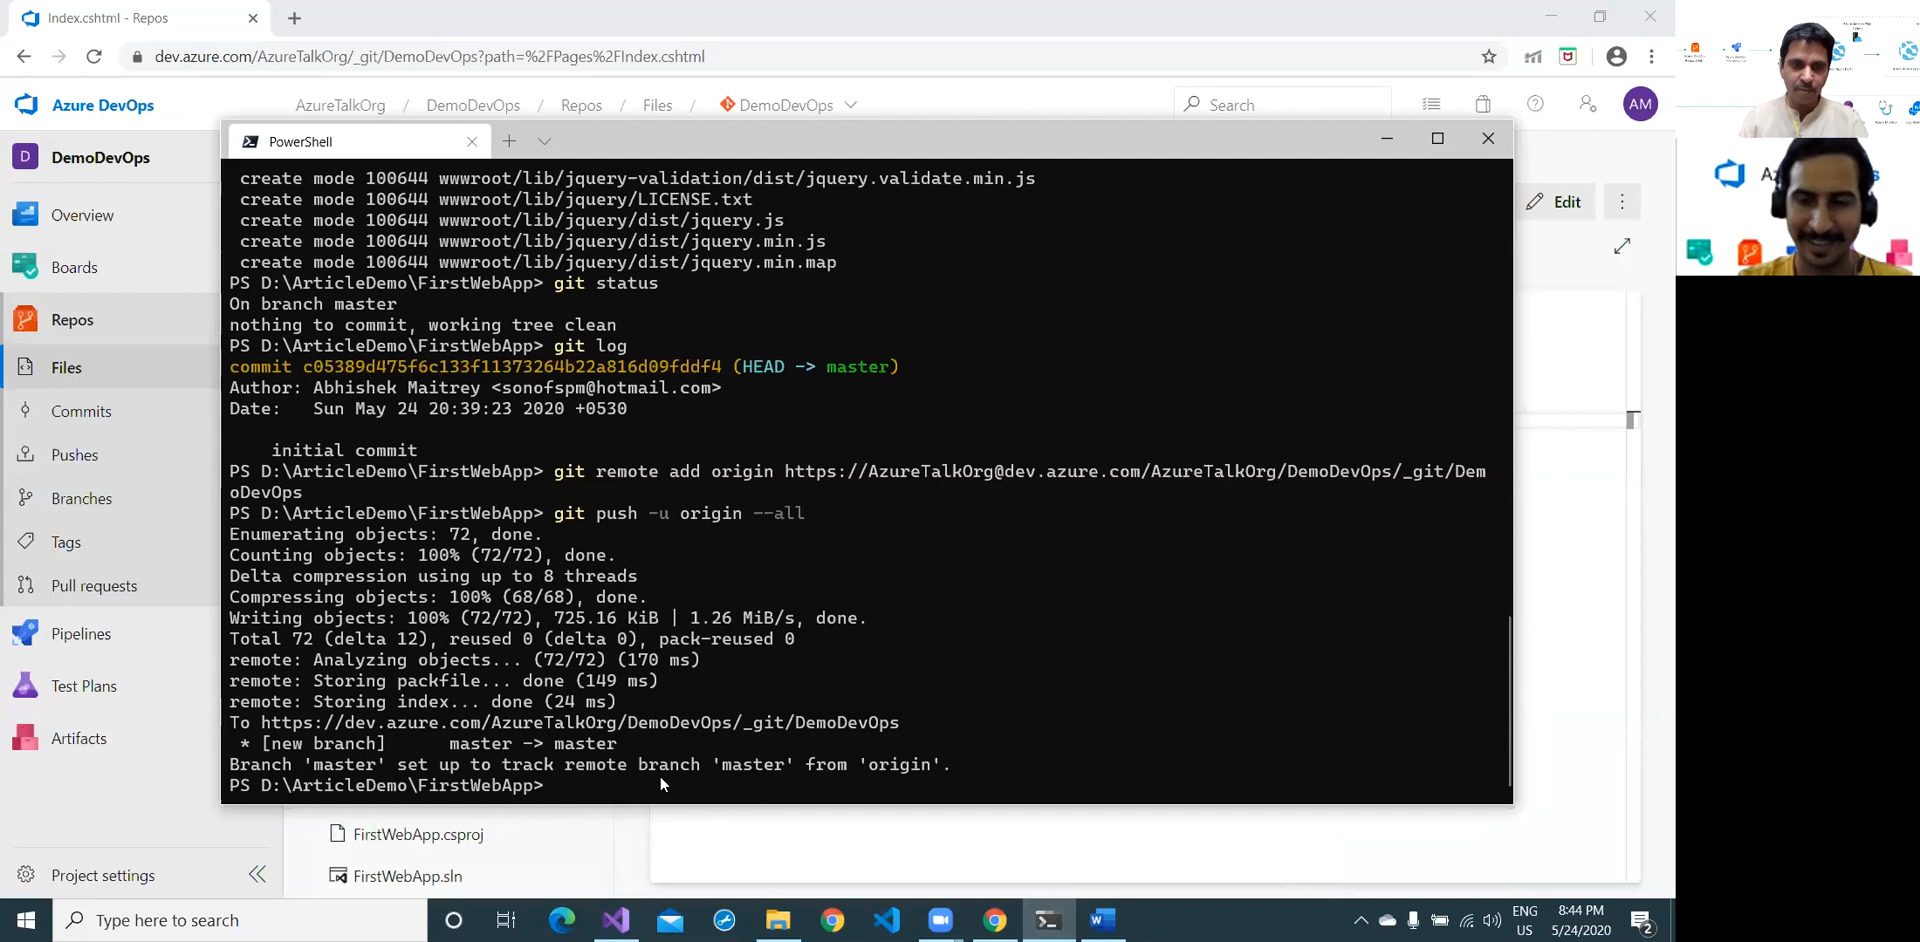 Index.cshtml - Repos
dev.azure.com/AzureTalkOrg/_git/DemoDevOps?path=%2FPages%2FIndex.cshtml
Azure DevOps
AzureTalkOrg / DemoDevOps / Repos / Files / DemoDevOps
Search
AM
D DemoDevOps
Overview
Boards
Repos
Files
Commits
Pushes
Branches
Tags
Pull requests
Pipelines
Test Plans
Artifacts
Project settings
Edit
PowerShell
create mode 100644 wwwroot/lib/jquery-validation/dist/jquery.validate.min.js
create mode 100644 wwwroot/lib/jquery/LICENSE.txt
create mode 100644 wwwroot/lib/jquery/dist/jquery.js
create mode 100644 wwwroot/lib/jquery/dist/jquery.min.js
create mode 100644 wwwroot/lib/jquery/dist/jquery.min.map
PS D:\ArticleDemo\FirstWebApp> git status
On branch master
nothing to commit, working tree clean
PS D:\ArticleDemo\FirstWebApp> git log
commit c05389d475f6c133f11373264b22a816d09fddf4 (HEAD -> master)
Author: Abhishek Maitrey <sonofspm@hotmail.com>
Date:   Sun May 24 20:39:23 2020 +0530
initial commit
PS D:\ArticleDemo\FirstWebApp> git remote add origin https://AzureTalkOrg@dev.azure.com/AzureTalkOrg/DemoDevOps/_git/Dem
oDevOps
PS D:\ArticleDemo\FirstWebApp> git push -u origin --all
Enumerating objects: 72, done.
Counting objects: 100% (72/72), done.
Delta compression using up to 8 threads
Compressing objects: 100% (68/68), done.
Writing objects: 100% (72/72), 725.16 KiB | 1.26 MiB/s, done.
Total 72 (delta 12), reused 0 (delta 0), pack-reused 0
remote: Analyzing objects... (72/72) (170 ms)
remote: Storing packfile... done (149 ms)
remote: Storing index... done (24 ms)
To https://dev.azure.com/AzureTalkOrg/DemoDevOps/_git/DemoDevOps
* [new branch]      master -> master
Branch 'master' set up to track remote branch 'master' from 'origin'.
PS D:\ArticleDemo\FirstWebApp>
FirstWebApp.csproj
FirstWebApp.sln
Type here to search
ENG
US
8:44 PM
5/24/2020
2